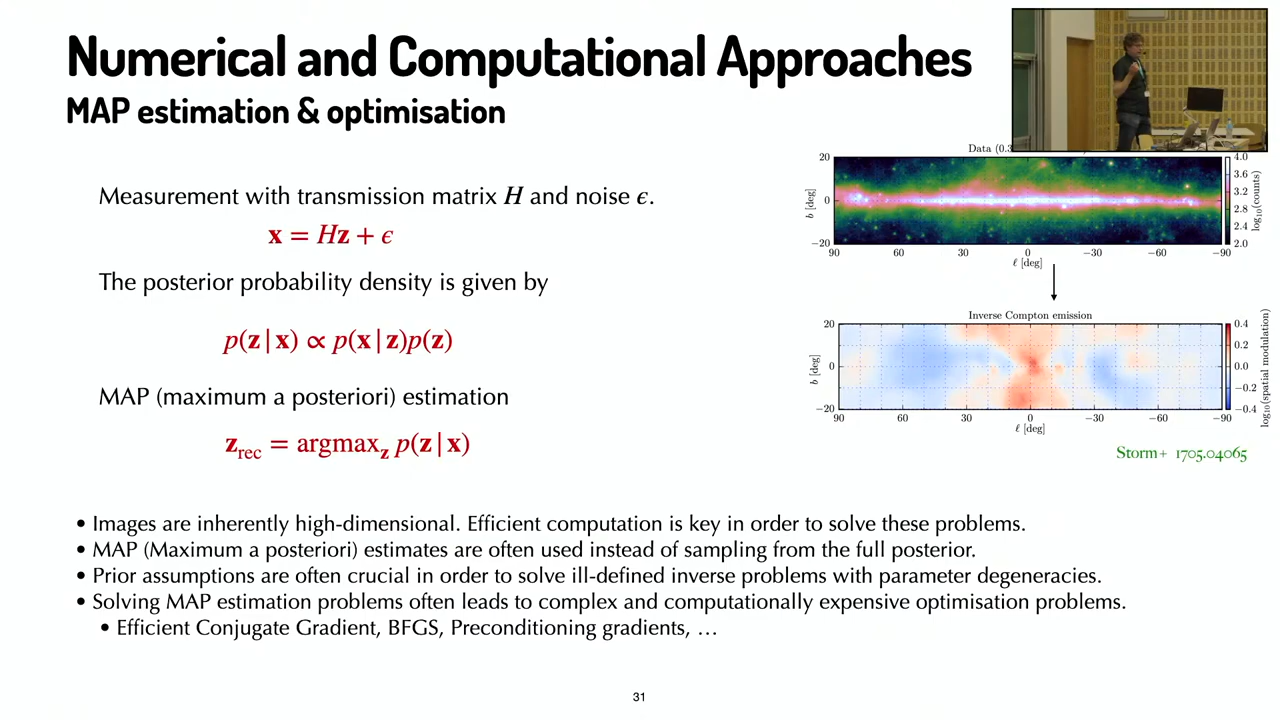 Numerical and Computational Approaches
MAP estimation & optimisation
Measurement with transmission matrix H and noise ϵ.
x = Hz + ϵ
The posterior probability density is given by
p(z|x) ∝ p(x|z)p(z)
MAP (maximum a posteriori) estimation
z_rec = argmax_z p(z|x)
Data (0.3
20
0
−20
b [deg]
90
60
30
0
−30
−60
−90
ℓ [deg]
4.0
3.6
3.2
2.8
2.4
2.0
log10(counts)
Inverse Compton emission
20
0
−20
b [deg]
90
60
30
0
−30
−60
−90
ℓ [deg]
0.4
0.2
0.0
−0.2
−0.4
log10(spatial modulation)
Storm+ 1705.04065
• Images are inherently high-dimensional. Efficient computation is key in order to solve these problems.
• MAP (Maximum a posteriori) estimates are often used instead of sampling from the full posterior.
• Prior assumptions are often crucial in order to solve ill-defined inverse problems with parameter degeneracies.
• Solving MAP estimation problems often leads to complex and computationally expensive optimisation problems.
• Efficient Conjugate Gradient, BFGS, Preconditioning gradients, …
31